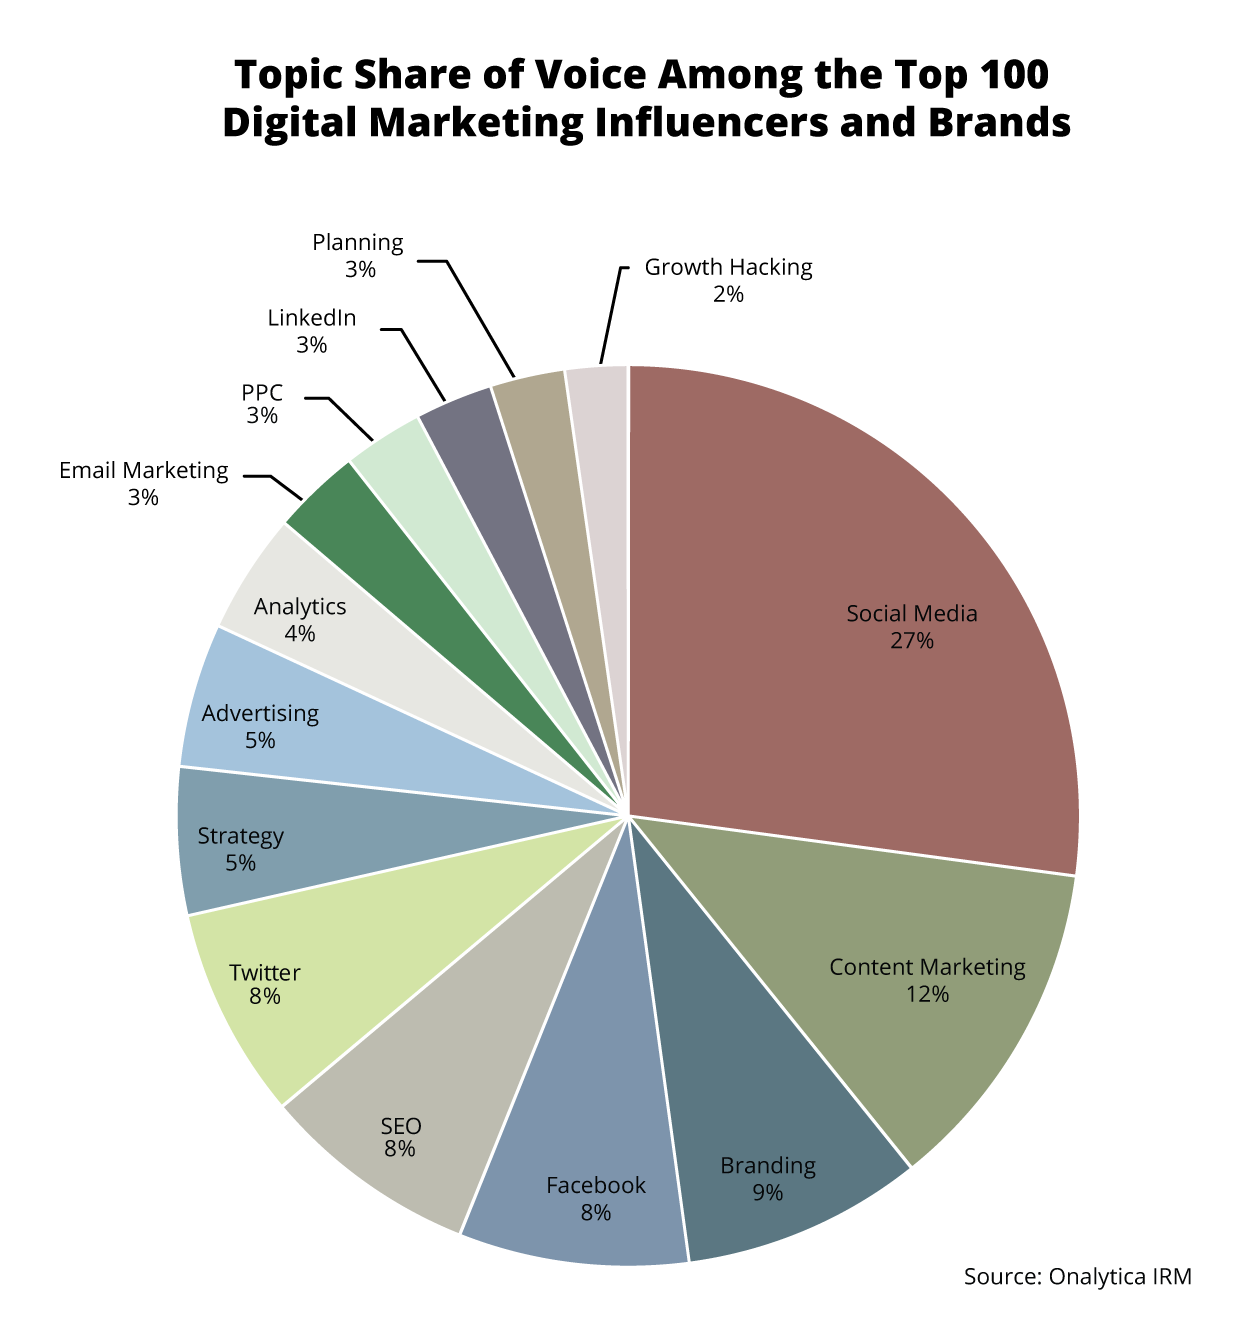 Topic Share of Voice Among the Top 100
Digital Marketing Influencers and Brands
Planning
3%
Growth Hacking
2%
LinkedIn
3%
PPC
3%
Email Marketing
3%
Analytics
4%
Social Media
27%
Advertising
5%
Strategy
5%
Twitter
8%
Content Marketing
12%
SEO
8%
Facebook
8%
Branding
9%
Source: Onalytica IRM